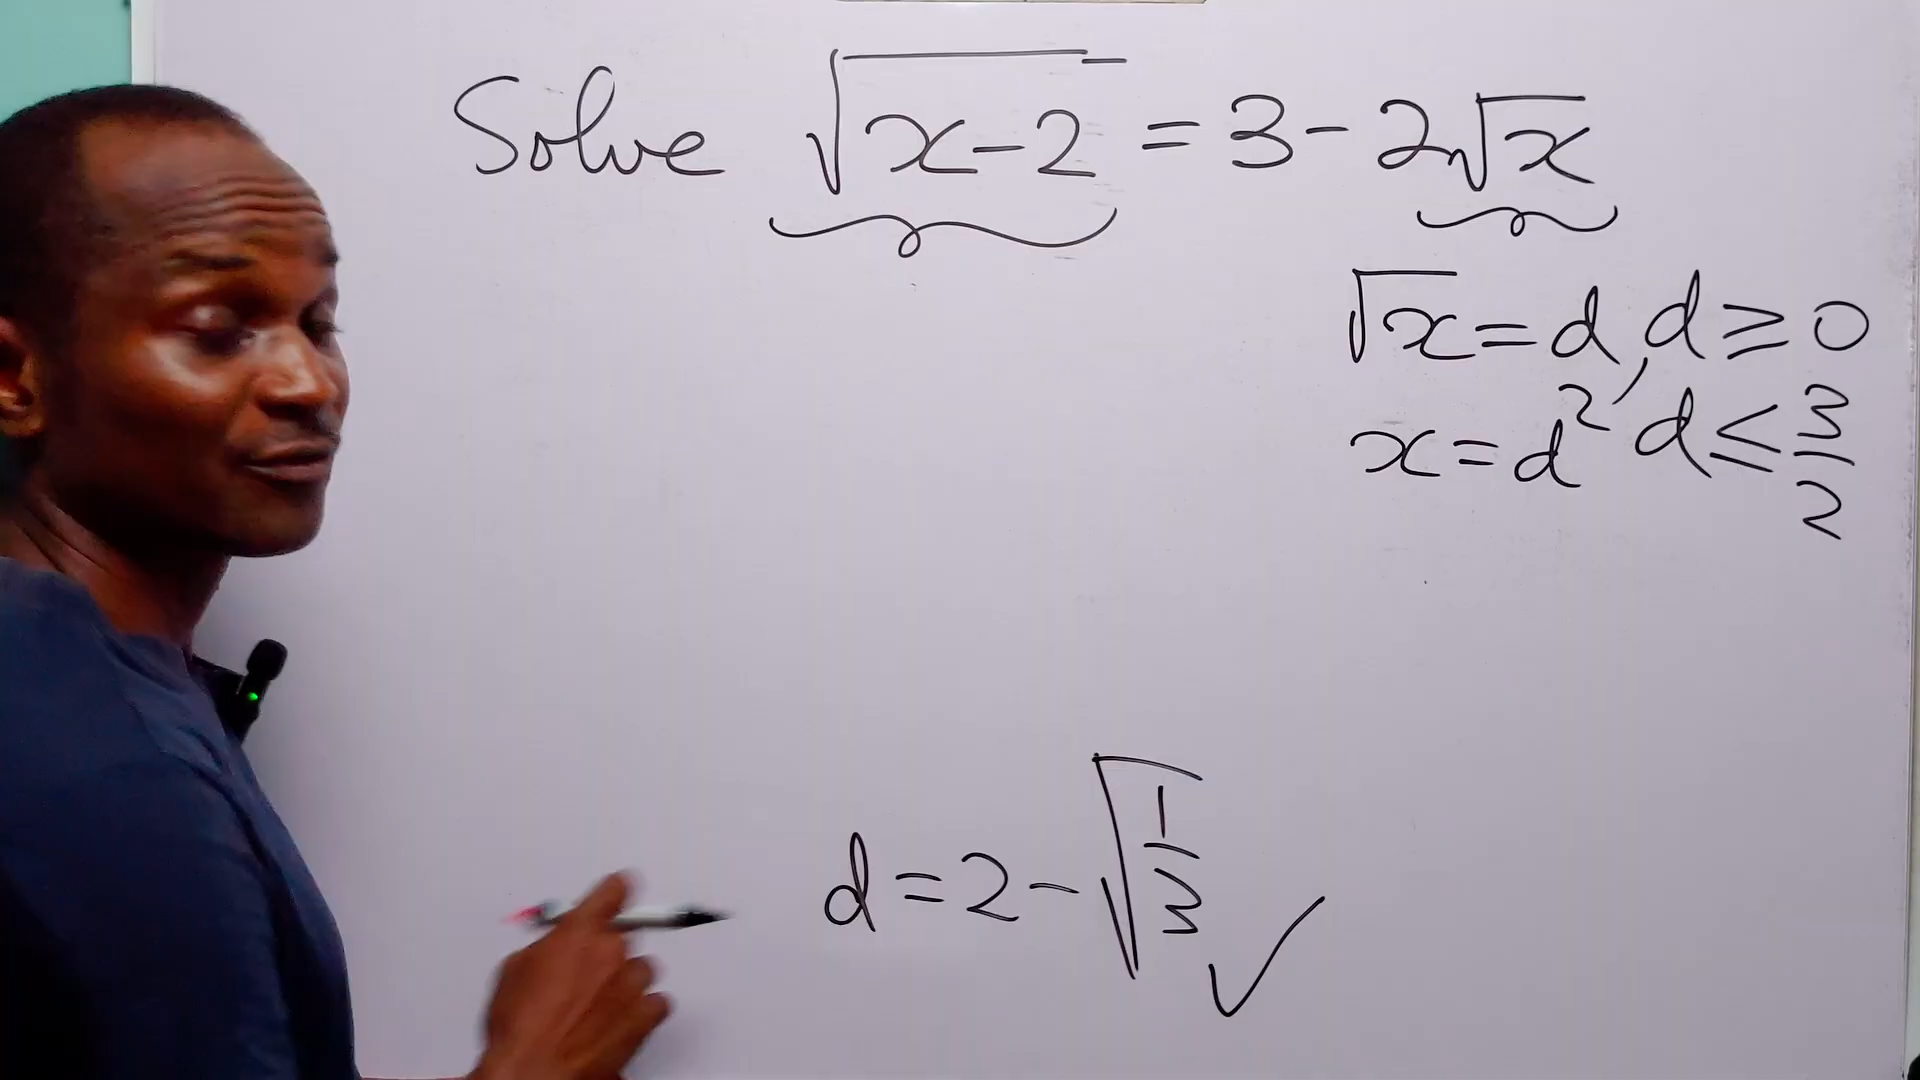 Solve √(x-2) = 3 - 2√x
√x = d, d ≥ 0
x = d², d ≤ 3/2
d = 2 - √(1/3) ✓